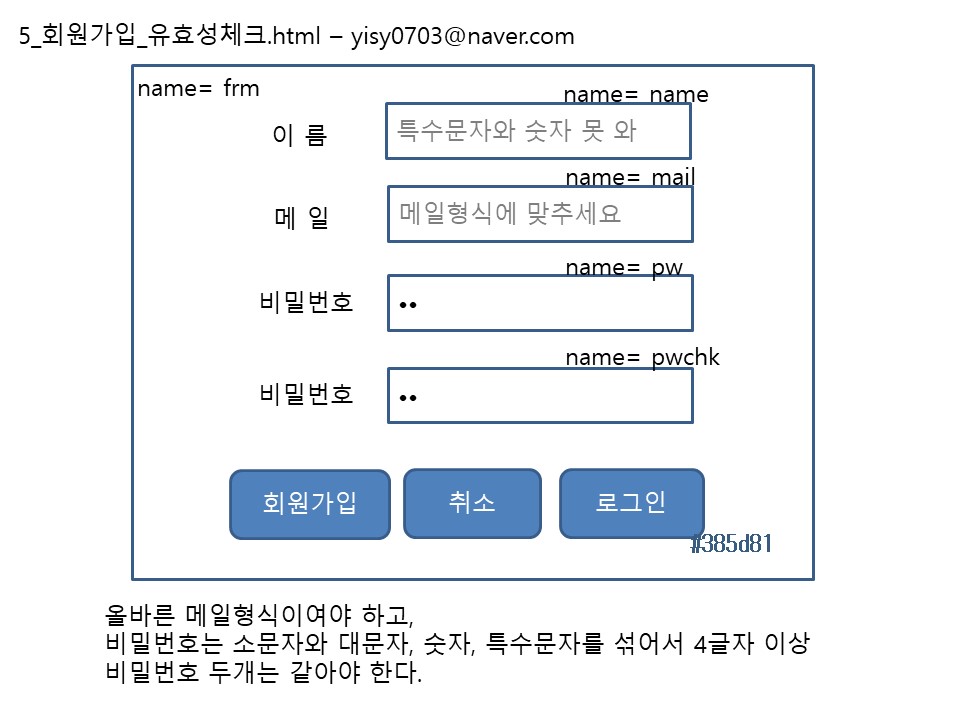 5_회원가입_유효성체크.html – yisy0703@naver.com
name= frm
name= name
이 름
특수문자와 숫자 못 와
name= mail
메 일
메일형식에 맞추세요
name= pw
비밀번호
••
name= pwchk
비밀번호
••
회원가입
취소
로그인
#385d81
올바른 메일형식이여야 하고,
비밀번호는 소문자와 대문자, 숫자, 특수문자를 섞어서 4글자 이상
비밀번호 두개는 같아야 한다.